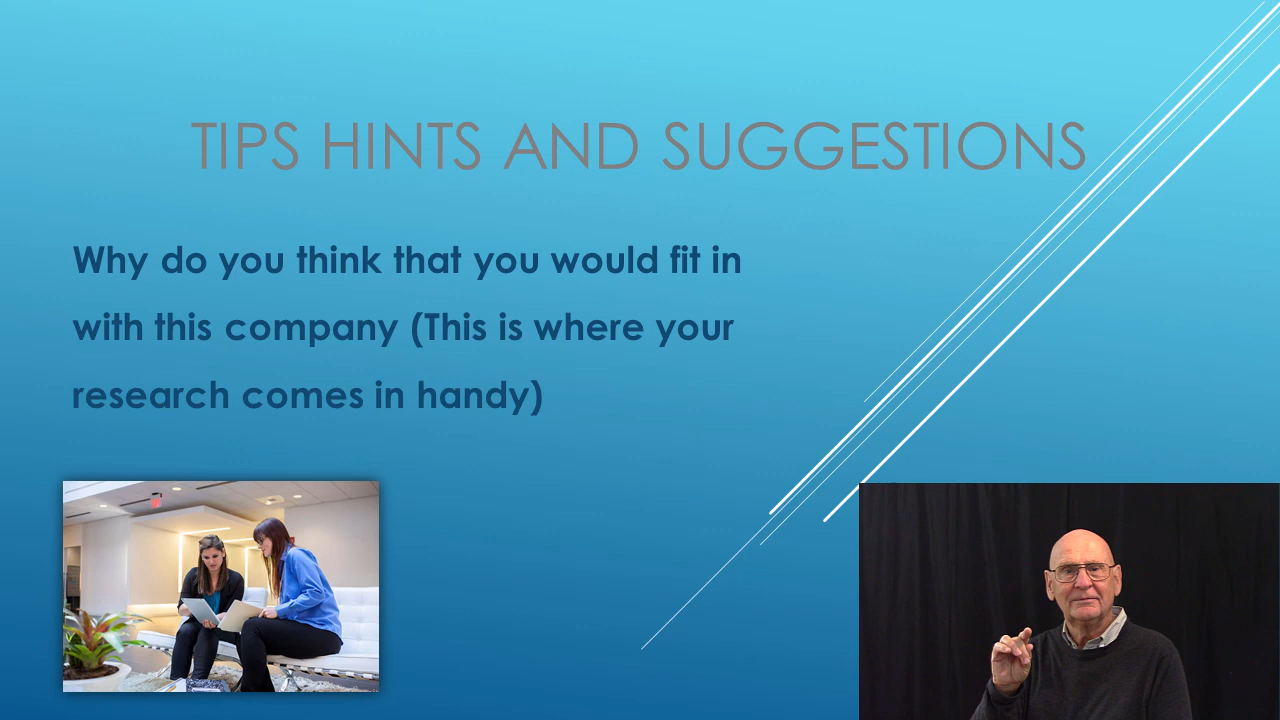 TIPS HINTS AND SUGGESTIONS
Why do you think that you would fit in
with this company (This is where your
research comes in handy)